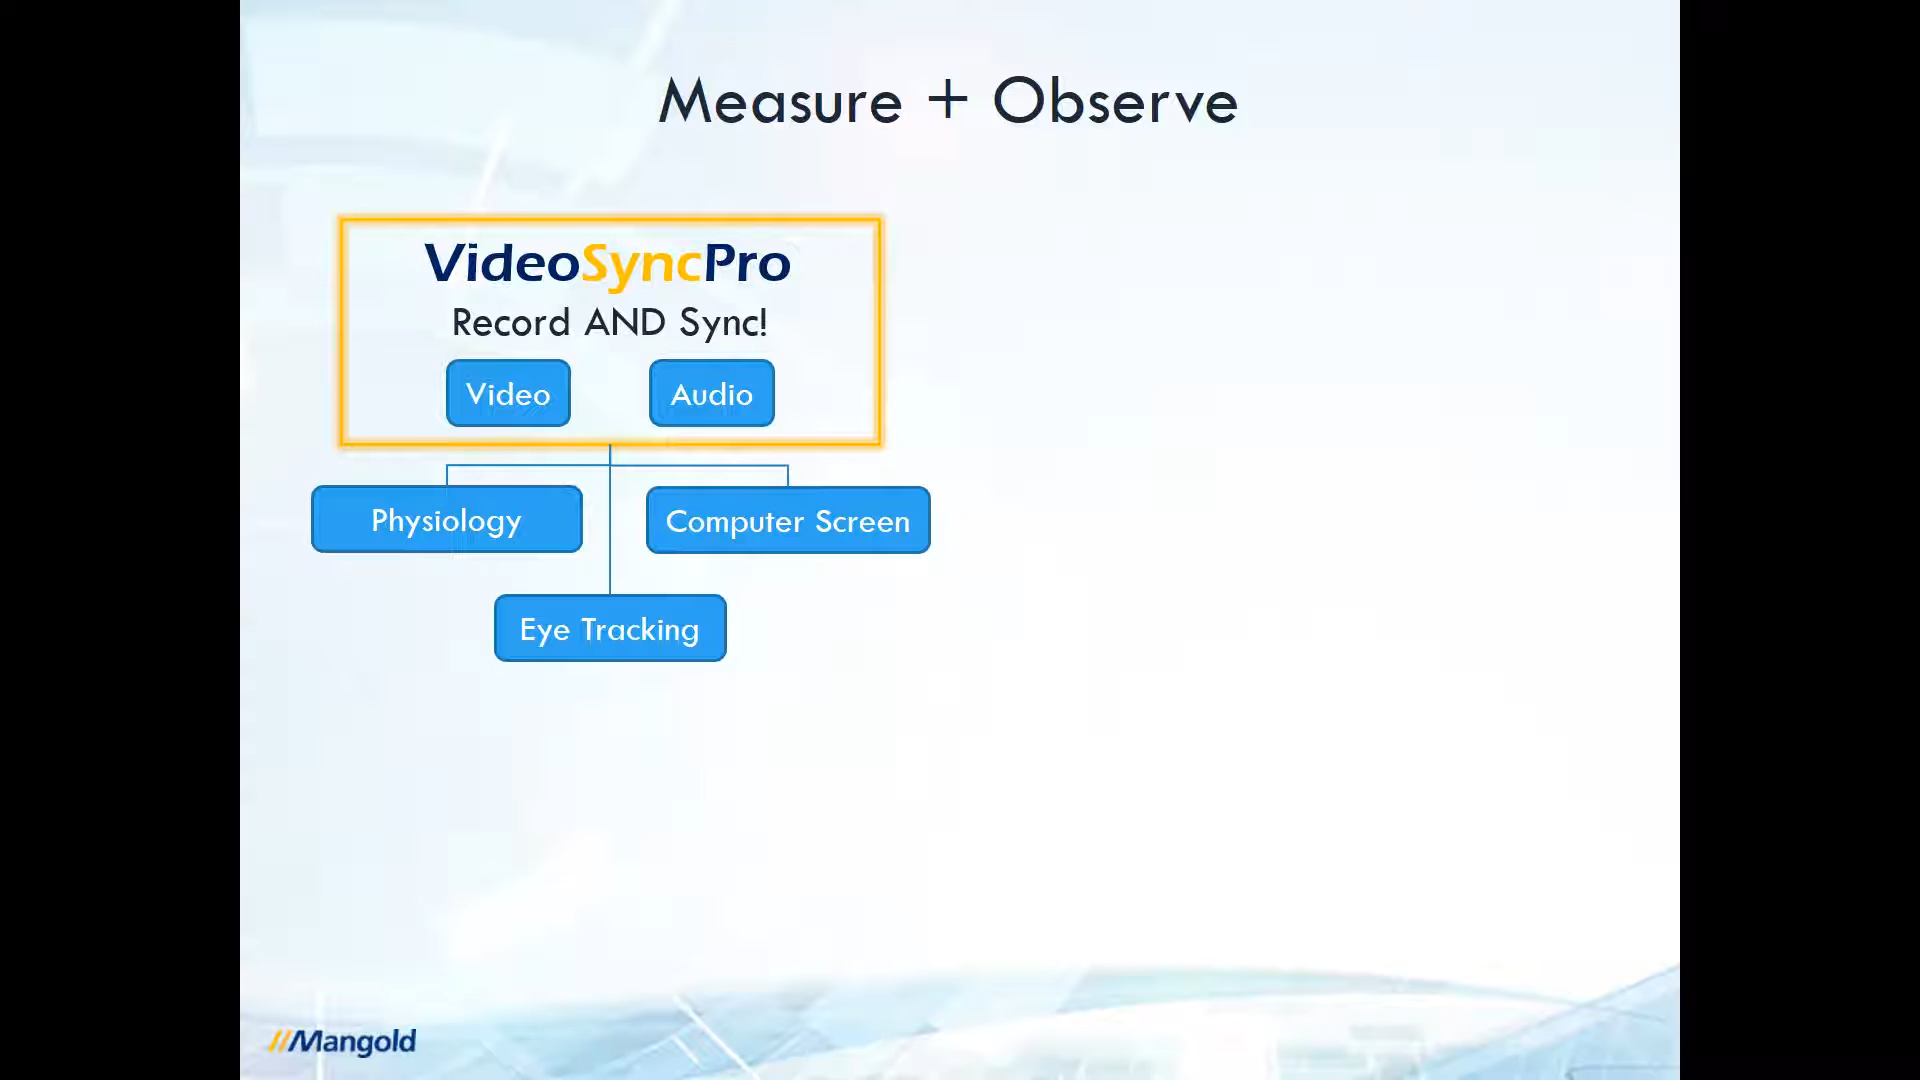 Measure + Observe
VideoSyncPro
Record AND Sync!
Video
Audio
Physiology
Computer Screen
Eye Tracking
//Mangold